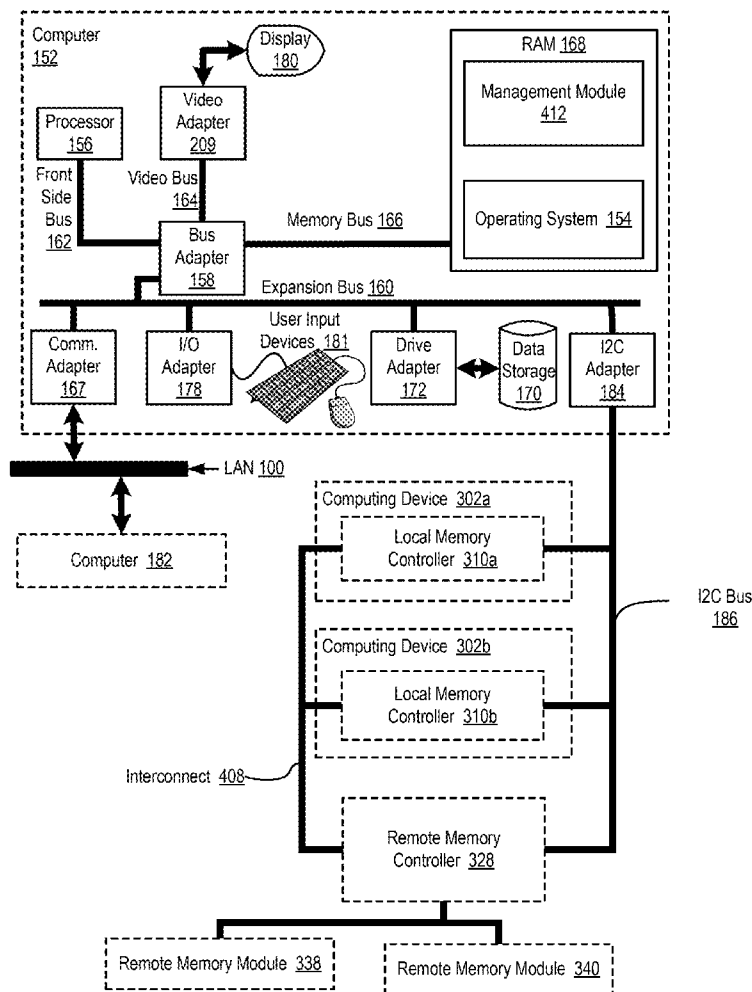 Computer
152
Display
180
RAM 168
Management Module
412
Video
Adapter
209
Processor
156
Front
Side
Bus
162
Video Bus
164
Memory Bus 166
Operating System 154
Bus
Adapter
158
Expansion Bus 160
Comm.
Adapter
167
I/O
Adapter
178
User Input
Devices 181
Drive
Adapter
172
Data
Storage
170
I2C
Adapter
184
LAN 100
Computer 182
Computing Device 302a
Local Memory
Controller 310a
I2C Bus
186
Computing Device 302b
Local Memory
Controller 310b
Interconnect 408
Remote Memory
Controller 328
Remote Memory Module 338
Remote Memory Module 340